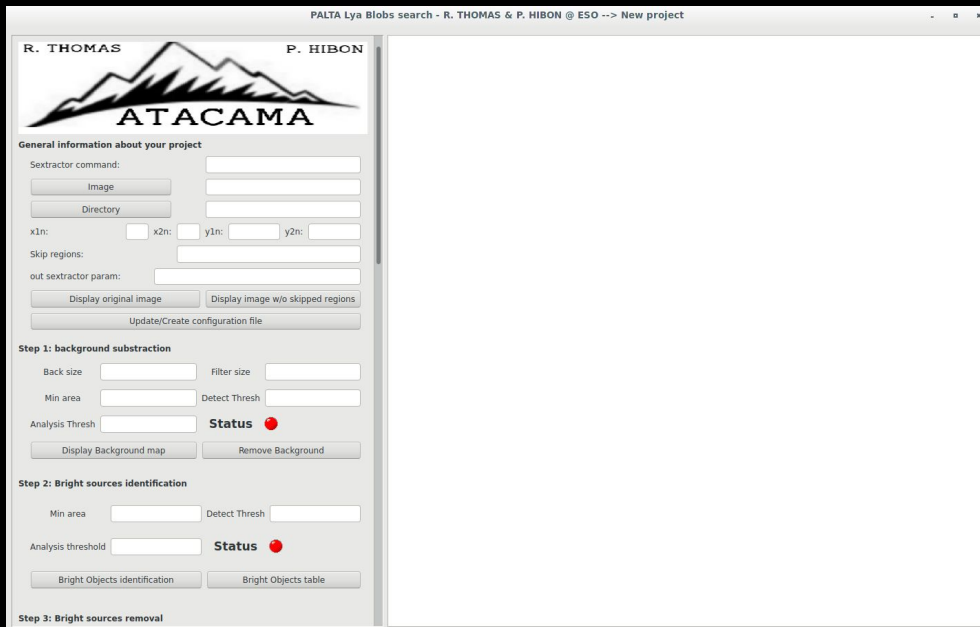 PALTA Lya Blobs search - R. THOMAS & P. HIBON @ ESO --> New project
R. THOMAS P. HIBON
ATACAMA
General information about your project
Sextractor command:
Image
Directory
x1n: x2n: y1n: y2n:
Skip regions:
out sextractor param:
Display original image Display image w/o skipped regions
Update/Create configuration file
Step 1: background substraction
Back size Filter size
Min area Detect Thresh
Analysis Thresh Status
Display Background map Remove Background
Step 2: Bright sources identification
Min area Detect Thresh
Analysis threshold Status
Bright Objects identification Bright Objects table
Step 3: Bright sources removal